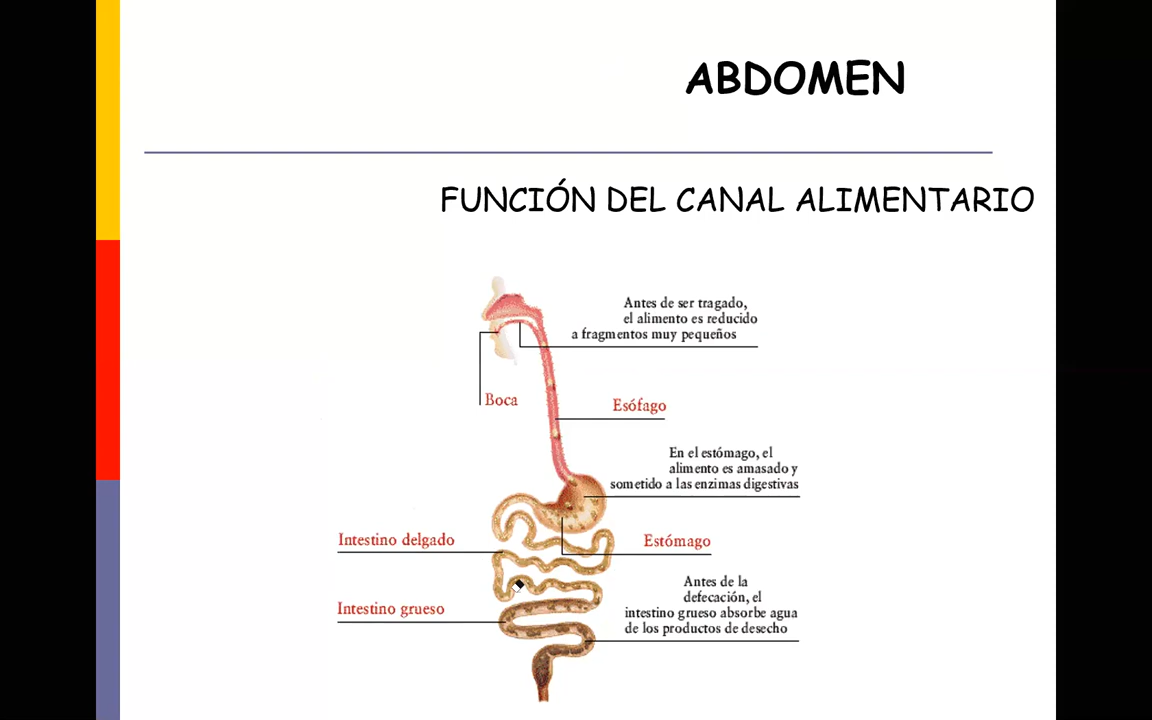 ABDOMEN
FUNCIÓN DEL CANAL ALIMENTARIO
Antes de ser tragado,
el alimento es reducido
a fragmentos muy pequeños
Boca
Esófago
En el estómago, el
alimento es amasado y
sometido a las enzimas digestivas
Intestino delgado
Estómago
Antes de la
defecación, el
intestino grueso absorbe agua
de los productos de desecho
Intestino grueso